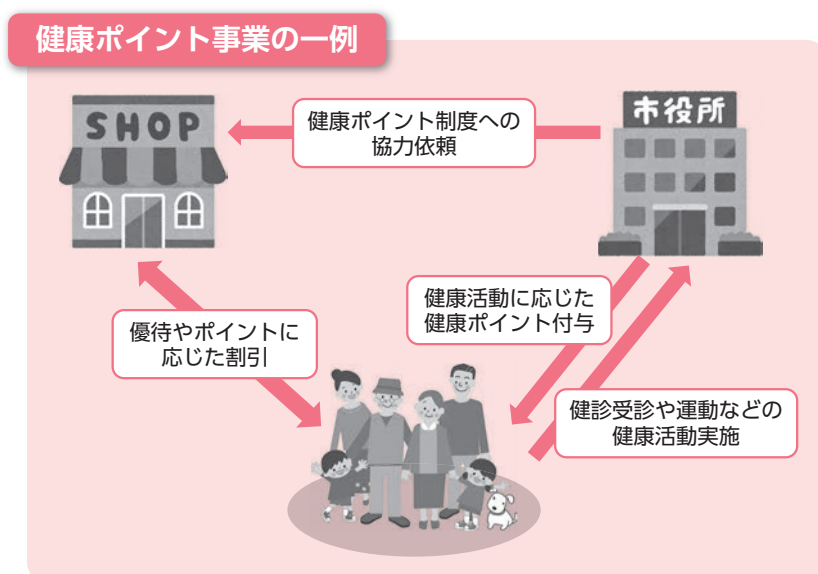 健康ポイント事業の一例
SHOP
健康ポイント制度への
協力依頼
市役所
優待やポイントに
応じた割引
健康活動に応じた
健康ポイント付与
健診受診や運動などの
健康活動実施